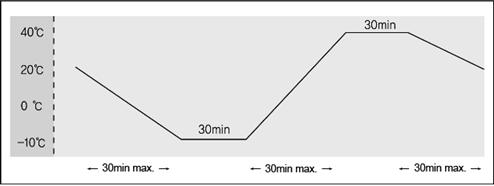 40℃
30min
20℃
0 ℃
30min
-10℃
← 30min max. → ← 30min max. → ← 30min max. →